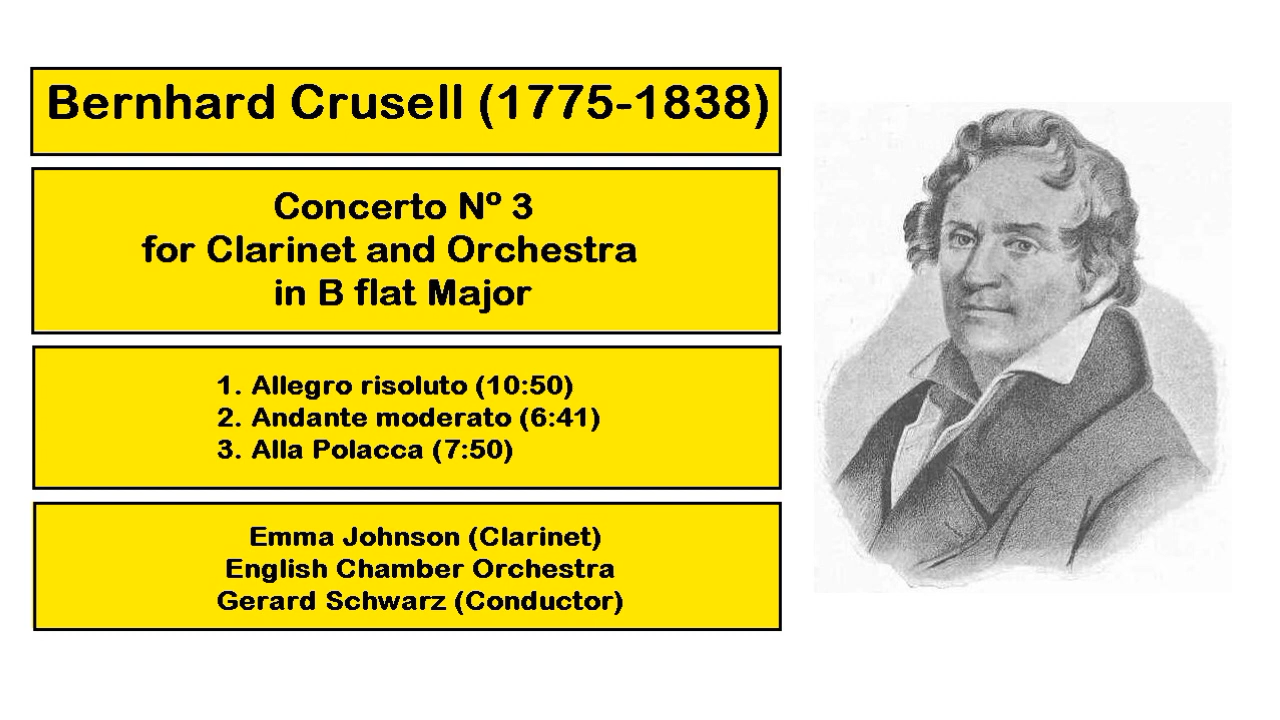 Bernhard Crusell (1775-1838)
Concerto Nº 3
for Clarinet and Orchestra
in B flat Major
1. Allegro risoluto (10:50)
2. Andante moderato (6:41)
3. Alla Polacca (7:50)
Emma Johnson (Clarinet)
English Chamber Orchestra
Gerard Schwarz (Conductor)